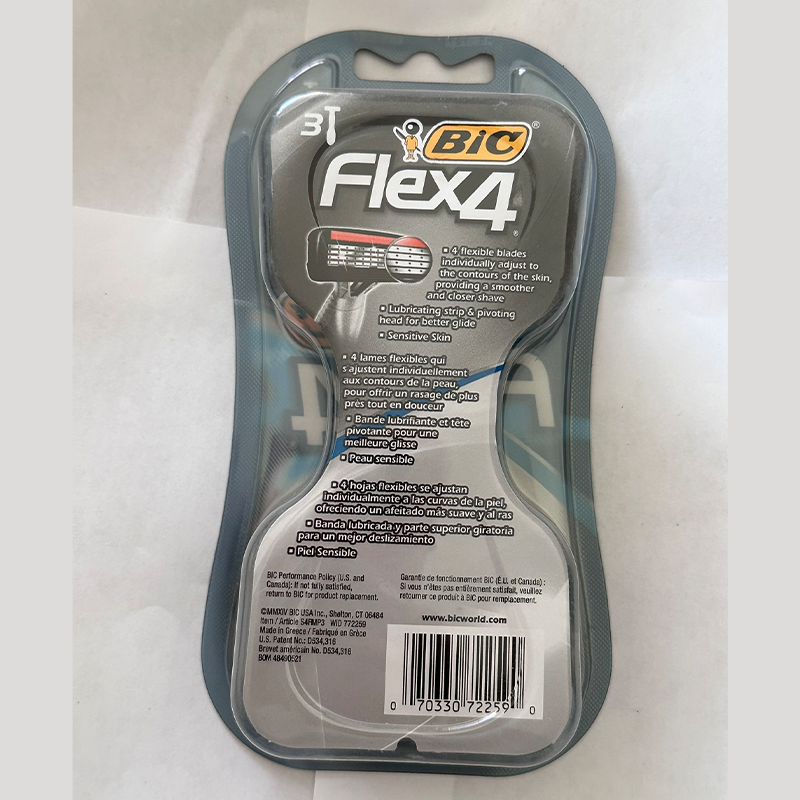 3
BIC®
Flex4®
▪ 4 flexible blades
individually adjust to
the contours of the skin,
providing a smoother
and closer shave
▪ Lubricating strip & pivoting
head for better glide
▪ Sensitive Skin
▪ 4 lames flexibles qui
s'ajustent individuellement
aux contours de la peau,
pour offrir un rasage de plus
près tout en douceur
▪ Bande lubrifiante et tête
pivotante pour une
meilleure glisse
▪ Peau sensible
▪ 4 hojas flexibles se ajustan
individualmente a las curvas de la piel,
ofreciendo un afeitado más suave y al ras
▪ Banda lubricada y parte superior giratoria
para un mejor deslizamiento
▪ Piel Sensible
BIC Performance Policy (U.S. and
Canada): If not fully satisfied,
return to BIC for product replacement.
Garantie de fonctionnement BIC (É.U. et Canada) :
Si vous n'êtes pas entièrement satisfait, veuillez
retourner ce produit à BIC pour remplacement.
©MMXIV BIC USA Inc., Shelton, CT 06484
Item / Article S4RMP3 WID 772259
Made in Greece / Fabriqué en Grèce
U.S. Patent No.: D534,316
Brevet américain No. D534,316
BOM 48490521
www.bicworld.com
0 70330 72259 0